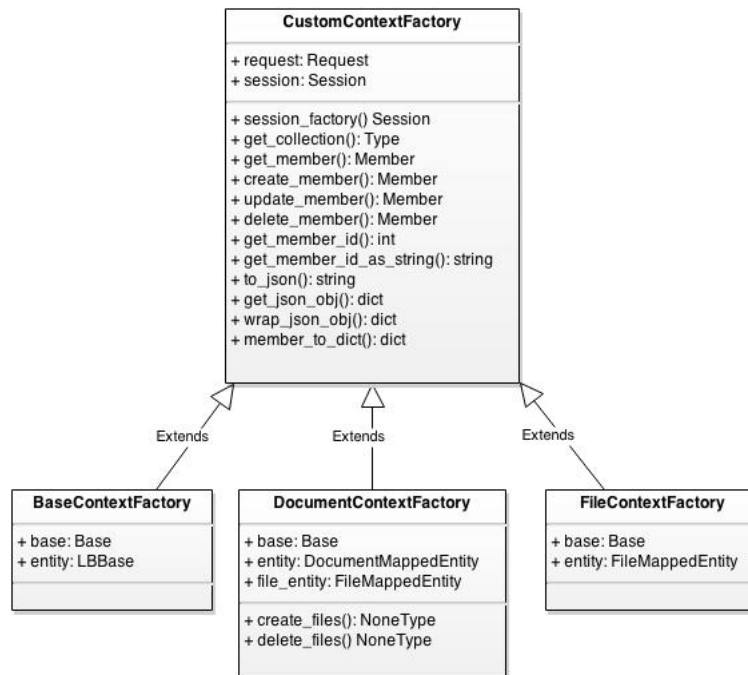 CustomContextFactory
+ request: Request
+ session: Session
+ session_factory() Session
+ get_collection(): Type
+ get_member(): Member
+ create_member(): Member
+ update_member(): Member
+ delete_member(): Member
+ get_member_id(): int
+ get_member_id_as_string(): string
+ to_json(): string
+ get_json_obj(): dict
+ wrap_json_obj(): dict
+ member_to_dict(): dict
Extends
Extends
Extends
BaseContextFactory
+ base: Base
+ entity: LBBase
DocumentContextFactory
+ base: Base
+ entity: DocumentMappedEntity
+ file_entity: FileMappedEntity
+ create_files(): NoneType
+ delete_files() NoneType
FileContextFactory
+ base: Base
+ entity: FileMappedEntity